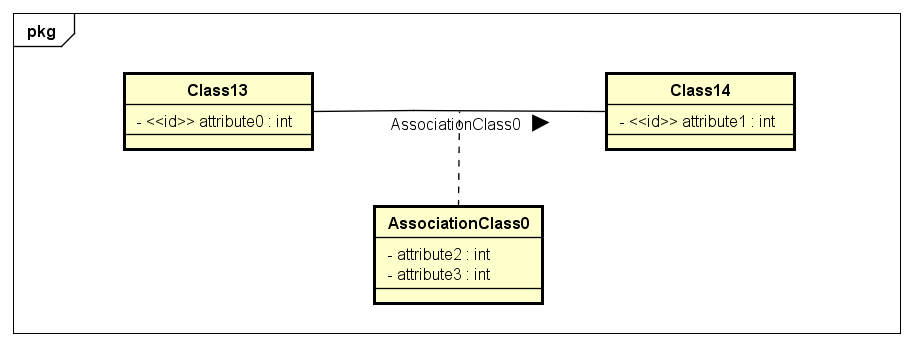 pkg
Class13
- <<id>> attribute0 : int
Class14
- <<id>> attribute1 : int
AssociationClass0
AssociationClass0
- attribute2 : int
- attribute3 : int